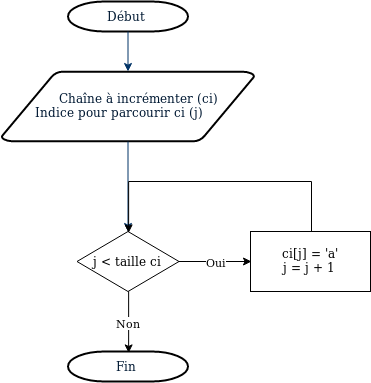 Début
Chaîne à incrémenter (ci)
Indice pour parcourir ci (j)
j < taille ci
Oui
ci[j] = 'a'
j = j + 1
Non
Fin